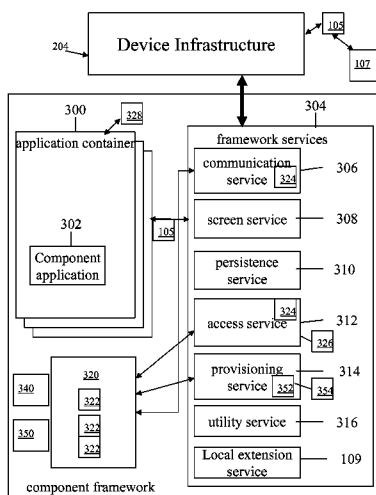 204
Device Infrastructure
105
107
300
304
328
application container
framework services
communication
service
324
306
302
Component
application
105
screen service
308
persistence
service
310
324
access service
312
326
320
provisioning
service
314
352
354
340
322
350
322
322
utility service
316
Local extension
service
109
component framework